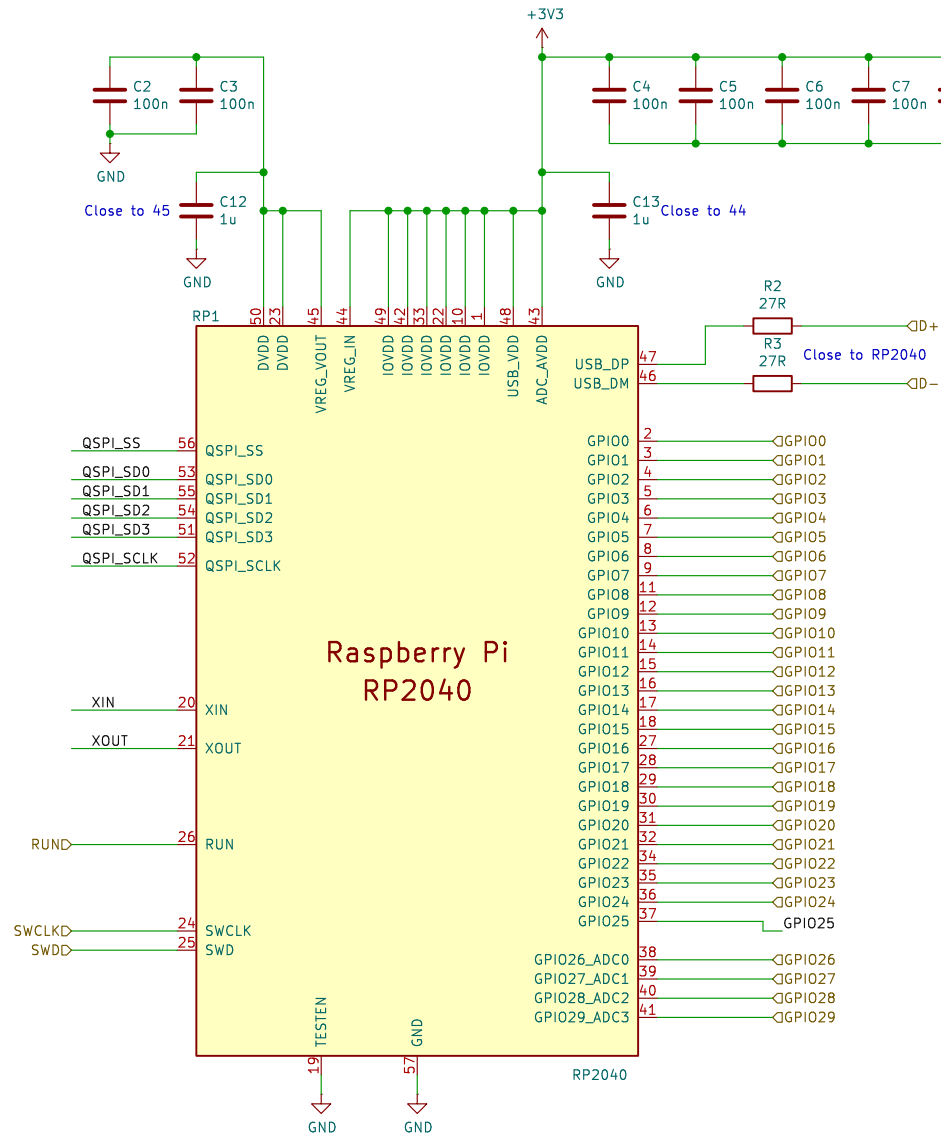 +3V3
C2
100n
C3
100n
C4
100n
C5
100n
C6
100n
C7
100n
GND
Close to 45
C12
1u
C13
1u
Close to 44
GND
GND
RP1
50
23
45
44
49
42
33
22
10
1
48
43
DVDD
DVDD
VREG_VOUT
VREG_IN
IOVDD
IOVDD
IOVDD
IOVDD
IOVDD
IOVDD
USB_VDD
ADC_AVDD
R2
27R
D+
R3
27R
Close to RP2040
D-
USB_DP 47
USB_DM 46
QSPI_SS 56 QSPI_SS
QSPI_SD0 53 QSPI_SD0
QSPI_SD1 55 QSPI_SD1
QSPI_SD2 54 QSPI_SD2
QSPI_SD3 51 QSPI_SD3
QSPI_SCLK 52 QSPI_SCLK
XIN 20 XIN
XOUT 21 XOUT
RUN 26 RUN
SWCLK 24 SWCLK
SWD 25 SWD
Raspberry Pi
RP2040
GPIO0 2 GPIO0
GPIO1 3 GPIO1
GPIO2 4 GPIO2
GPIO3 5 GPIO3
GPIO4 6 GPIO4
GPIO5 7 GPIO5
GPIO6 8 GPIO6
GPIO7 9 GPIO7
GPIO8 11 GPIO8
GPIO9 12 GPIO9
GPIO10 13 GPIO10
GPIO11 14 GPIO11
GPIO12 15 GPIO12
GPIO13 16 GPIO13
GPIO14 17 GPIO14
GPIO15 18 GPIO15
GPIO16 27 GPIO16
GPIO17 28 GPIO17
GPIO18 29 GPIO18
GPIO19 30 GPIO19
GPIO20 31 GPIO20
GPIO21 32 GPIO21
GPIO22 34 GPIO22
GPIO23 35 GPIO23
GPIO24 36 GPIO24
GPIO25 37 GPIO25
GPIO26_ADC0 38 GPIO26
GPIO27_ADC1 39 GPIO27
GPIO28_ADC2 40 GPIO28
GPIO29_ADC3 41 GPIO29
TESTEN
GND
19
57
RP2040
GND
GND